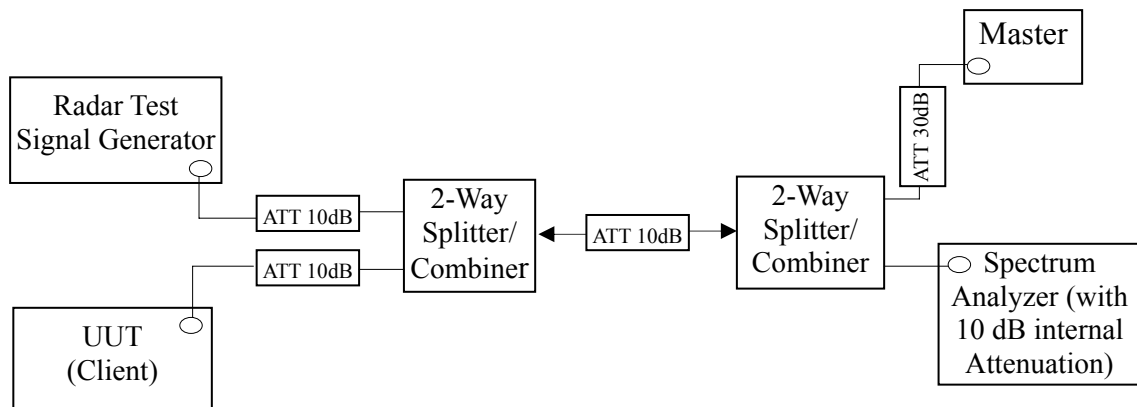 Master
Radar Test
Signal Generator
ATT 30dB
ATT 10dB
2-Way
Splitter/
Combiner
ATT 10dB
2-Way
Splitter/
Combiner
ATT 10dB
UUT
(Client)
Spectrum
Analyzer (with
10 dB internal
Attenuation)